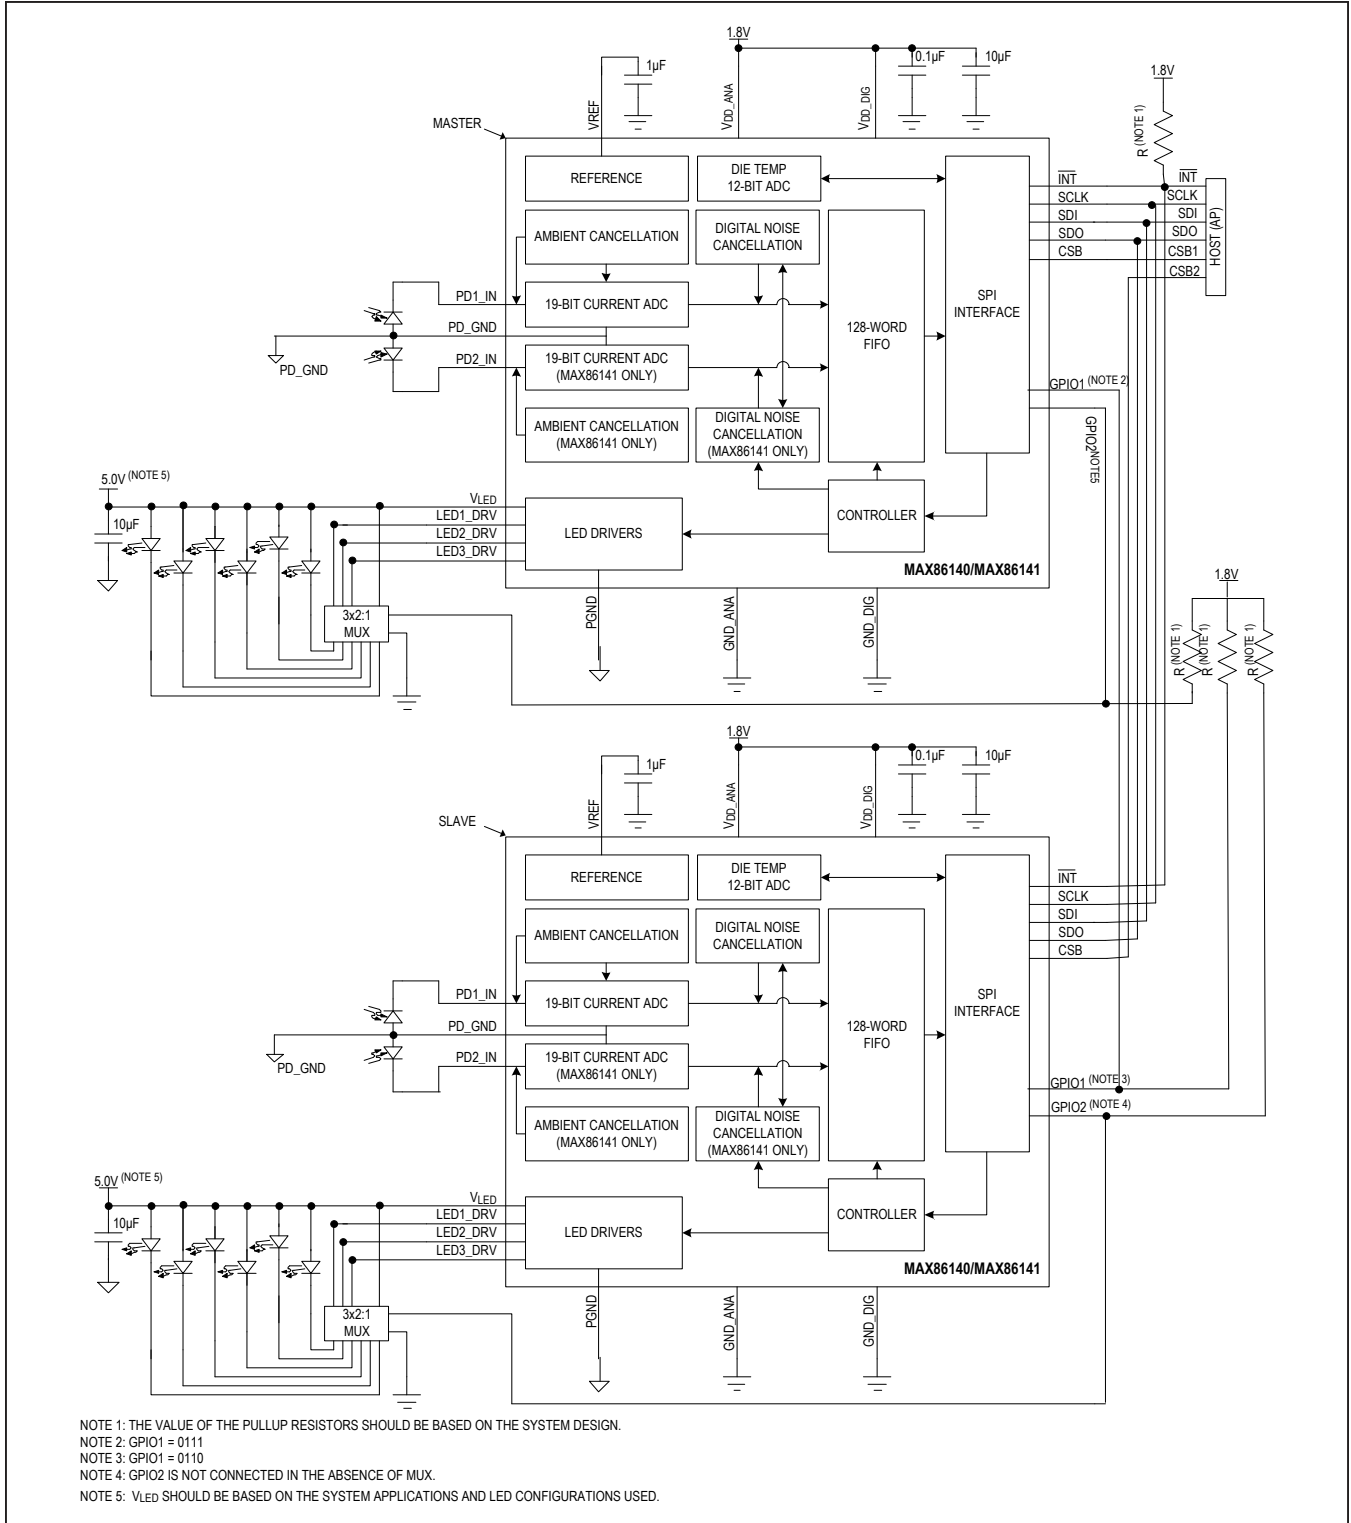 1.8V
0.1µF
10µF
1µF
1.8V
VREF
VDD_ANA
VDD_DIG
R (NOTE 1)
MASTER
REFERENCE
DIE TEMP
12-BIT ADC
AMBIENT CANCELLATION
DIGITAL NOISE
CANCELLATION
19-BIT CURRENT ADC
19-BIT CURRENT ADC
(MAX86141 ONLY)
AMBIENT CANCELLATION
(MAX86141 ONLY)
DIGITAL NOISE
CANCELLATION
(MAX86141 ONLY)
128-WORD
FIFO
SPI
INTERFACE
INT
SCLK
SDI
SDO
CSB
INT
SCLK
SDI
SDO
CSB1
CSB2
HOST (AP)
PD1_IN
PD_GND
PD2_IN
PD_GND
GPIO1 (NOTE 2)
GPIO2 NOTE5
5.0V (NOTE 5)
10µF
VLED
LED1_DRV
LED2_DRV
LED3_DRV
LED DRIVERS
CONTROLLER
MAX86140/MAX86141
3x2:1
MUX
PGND
GND_ANA
GND_DIG
1.8V
R (NOTE 1)
R (NOTE 1)
R (NOTE 1)
1.8V
0.1µF
10µF
1µF
VREF
VDD_ANA
VDD_DIG
SLAVE
REFERENCE
DIE TEMP
12-BIT ADC
AMBIENT CANCELLATION
DIGITAL NOISE
CANCELLATION
19-BIT CURRENT ADC
19-BIT CURRENT ADC
(MAX86141 ONLY)
AMBIENT CANCELLATION
(MAX86141 ONLY)
DIGITAL NOISE
CANCELLATION
(MAX86141 ONLY)
128-WORD
FIFO
SPI
INTERFACE
INT
SCLK
SDI
SDO
CSB
PD1_IN
PD_GND
PD2_IN
PD_GND
GPIO1 (NOTE 3)
GPIO2 (NOTE 4)
5.0V (NOTE 5)
10µF
VLED
LED1_DRV
LED2_DRV
LED3_DRV
LED DRIVERS
CONTROLLER
MAX86140/MAX86141
3x2:1
MUX
PGND
GND_ANA
GND_DIG
NOTE 1: THE VALUE OF THE PULLUP RESISTORS SHOULD BE BASED ON THE SYSTEM DESIGN.
NOTE 2: GPIO1 = 0111
NOTE 3: GPIO1 = 0110
NOTE 4: GPIO2 IS NOT CONNECTED IN THE ABSENCE OF MUX.
NOTE 5: VLED SHOULD BE BASED ON THE SYSTEM APPLICATIONS AND LED CONFIGURATIONS USED.